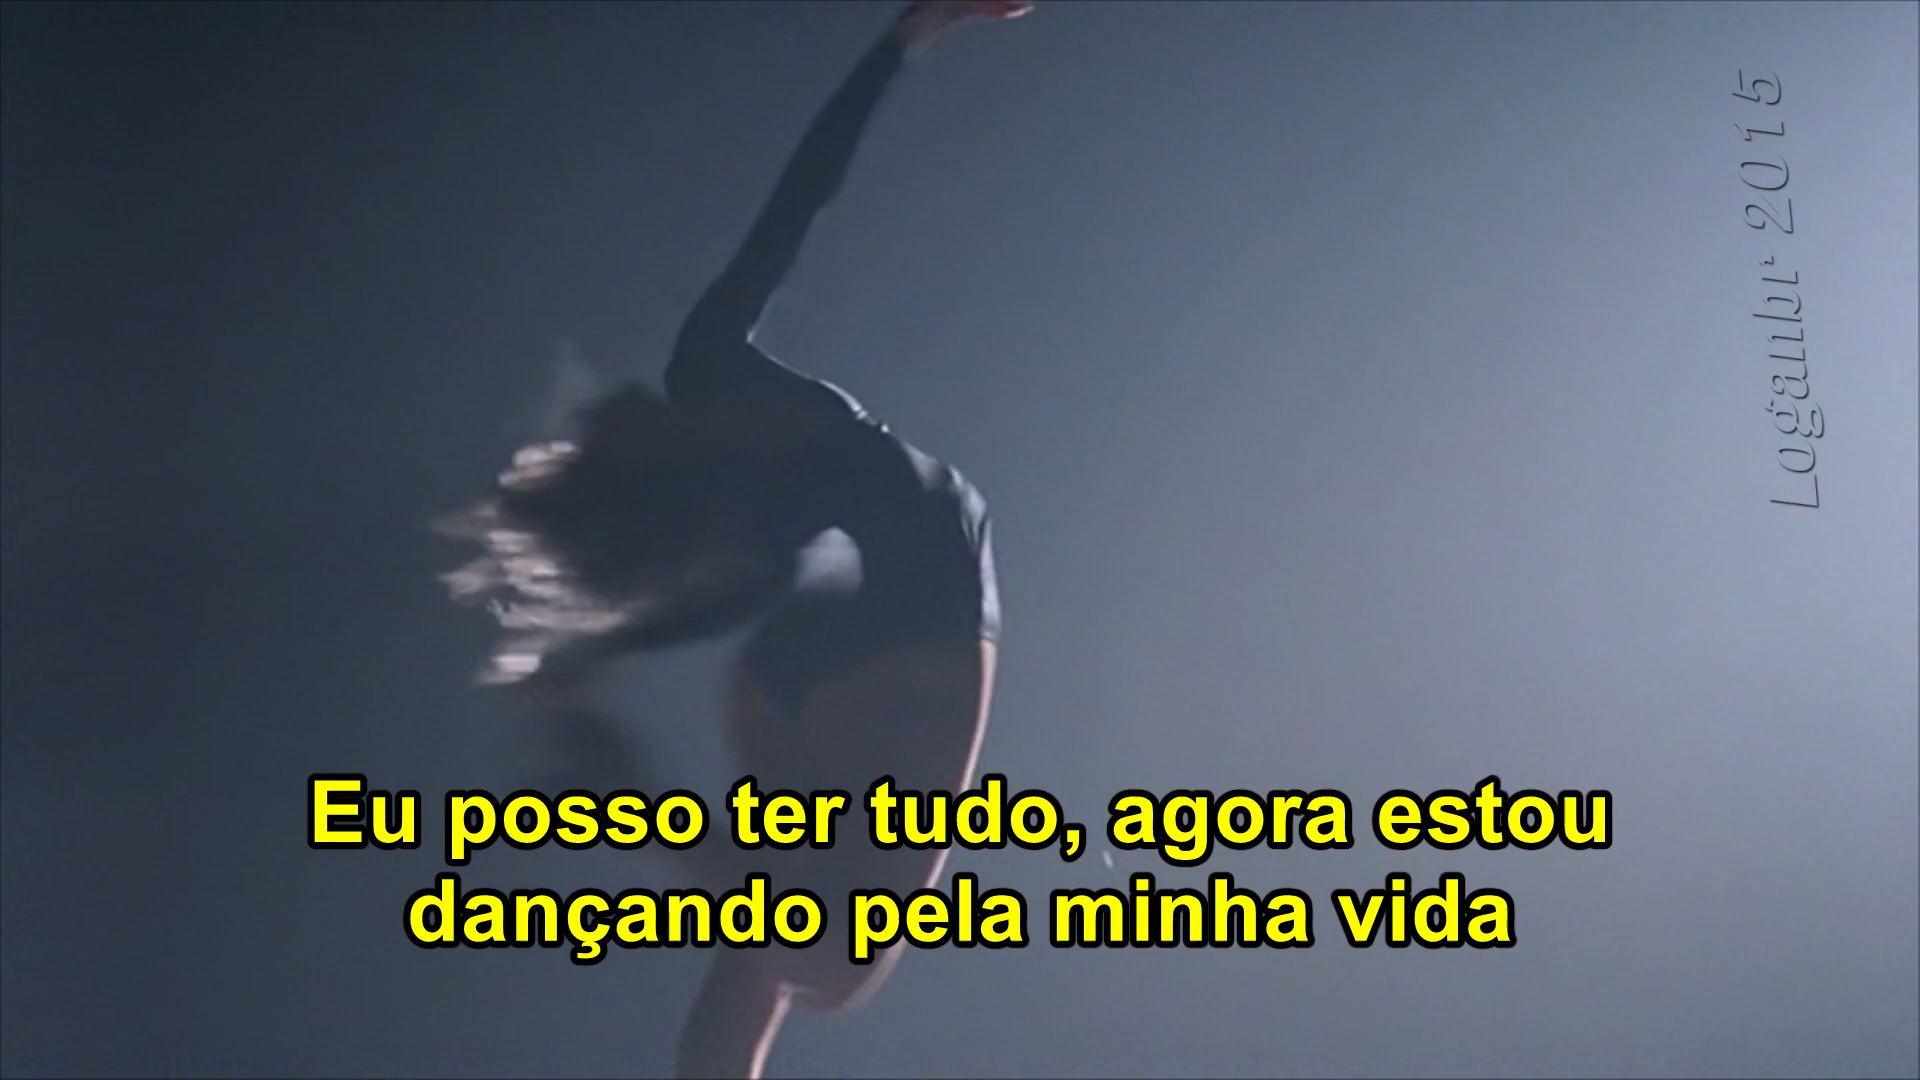 Eu posso ter tudo, agora estou
dançando pela minha vida
Loganbr 2015